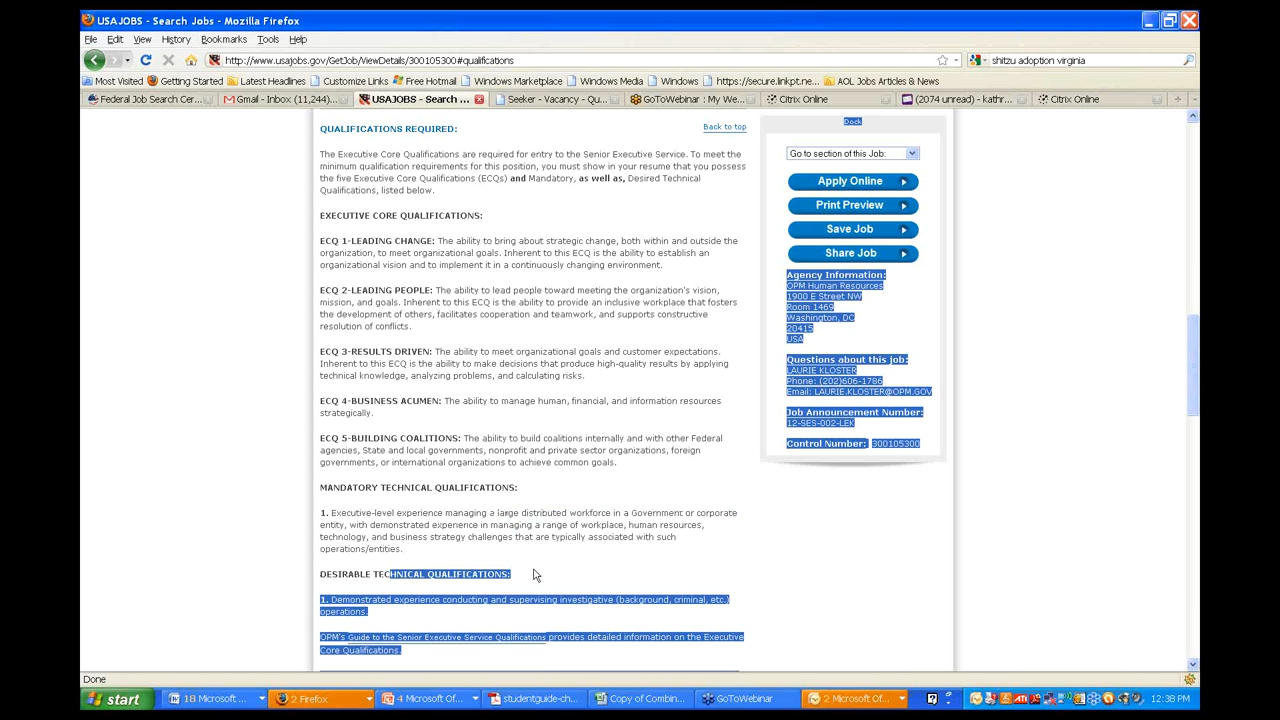 USAJOBS - Search Jobs - Mozilla Firefox
File Edit View History Bookmarks Tools Help
http://www.usajobs.gov/GetJob/ViewDetails/300105300#qualifications
shitzu adoption virginia
Most Visited Getting Started Latest Headlines Customize Links Free Hotmail Windows Marketplace Windows Media Windows https://secure.linksit.ne... AOL Jobs Articles & News
Federal Job Search Cer... Gmail - Inbox (11,244)... USAJOBS - Search ... Seeker - Vacancy - Qu... GoToWebinar : My We... Citrix Online (2074 unread) - kathr... Citrix Online
QUALIFICATIONS REQUIRED:
Back to top
The Executive Core Qualifications are required for entry to the Senior Executive Service. To meet the
minimum qualification requirements for this position, you must show in your resume that you possess
the five Executive Core Qualifications (ECQs) and Mandatory, as well as, Desired Technical
Qualifications, listed below.
EXECUTIVE CORE QUALIFICATIONS:
ECQ 1-LEADING CHANGE: The ability to bring about strategic change, both within and outside the
organization, to meet organizational goals. Inherent to this ECQ is the ability to establish an
organizational vision and to implement it in a continuously changing environment.
ECQ 2-LEADING PEOPLE: The ability to lead people toward meeting the organization's vision,
mission, and goals. Inherent to this ECQ is the ability to provide an inclusive workplace that fosters
the development of others, facilitates cooperation and teamwork, and supports constructive
resolution of conflicts.
ECQ 3-RESULTS DRIVEN: The ability to meet organizational goals and customer expectations.
Inherent to this ECQ is the ability to make decisions that produce high-quality results by applying
technical knowledge, analyzing problems, and calculating risks.
ECQ 4-BUSINESS ACUMEN: The ability to manage human, financial, and information resources
strategically.
ECQ 5-BUILDING COALITIONS: The ability to build coalitions internally and with other Federal
agencies, State and local governments, nonprofit and private sector organizations, foreign
governments, or international organizations to achieve common goals.
MANDATORY TECHNICAL QUALIFICATIONS:
1. Executive-level experience managing a large distributed workforce in a Government or corporate
entity, with demonstrated experience in managing a range of workplace, human resources,
technology, and business strategy challenges that are typically associated with such
operations/entities.
DESIRABLE TECHNICAL QUALIFICATIONS:
1. Demonstrated experience conducting and supervising investigative (background, criminal, etc.)
operations.
OPM's Guide to the Senior Executive Service Qualifications provides detailed information on the Executive
Core Qualifications.
Dock
Go to section of this Job:
Apply Online
Print Preview
Save Job
Share Job
Agency Information:
OPM Human Resources
1900 E Street NW
Room 1469
Washington, DC
20415
USA
Questions about this job:
LAURIE KLOSTER
Phone: (202)606-1786
Email: LAURIE.KLOSTER@OPM.GOV
Job Announcement Number:
12-SES-002-LEK
Control Number: 300105300
Done
start 18 Microsoft ... 2 Firefox 4 Microsoft Of... studentguide-ch... Copy of Combin... GoToWebinar 2 Microsoft Of... 12:38 PM